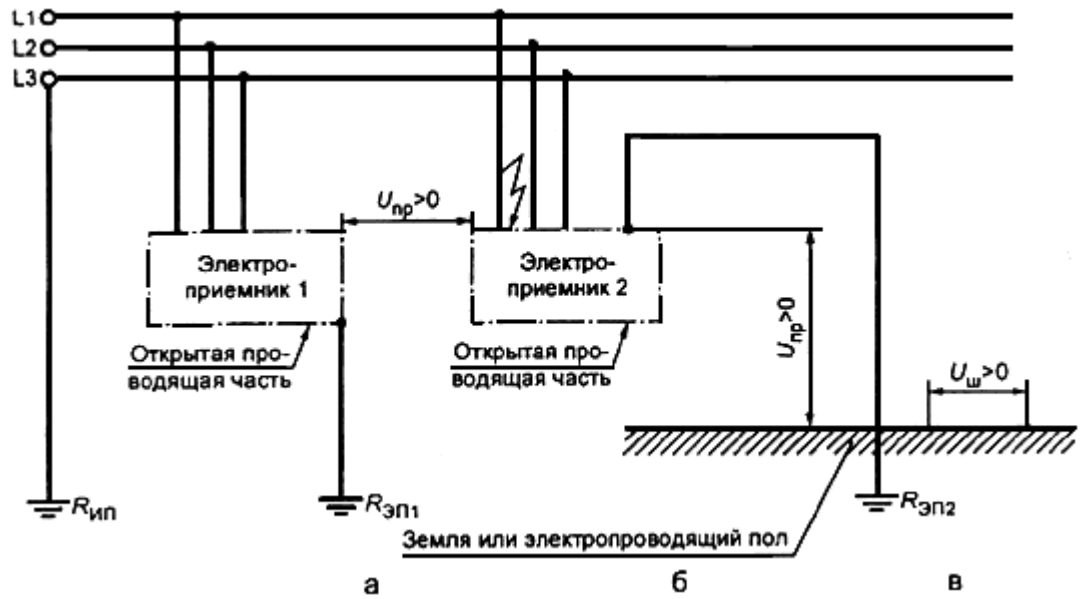 L1
L2
L3
Uпр>0
Электро-
приемник 1
Электро-
приемник 2
Открытая про-
водящая часть
Открытая про-
водящая часть
Uпр>0
Uш>0
RИП
RЭП1
RЭП2
Земля или электропроводящий пол
а
б
в